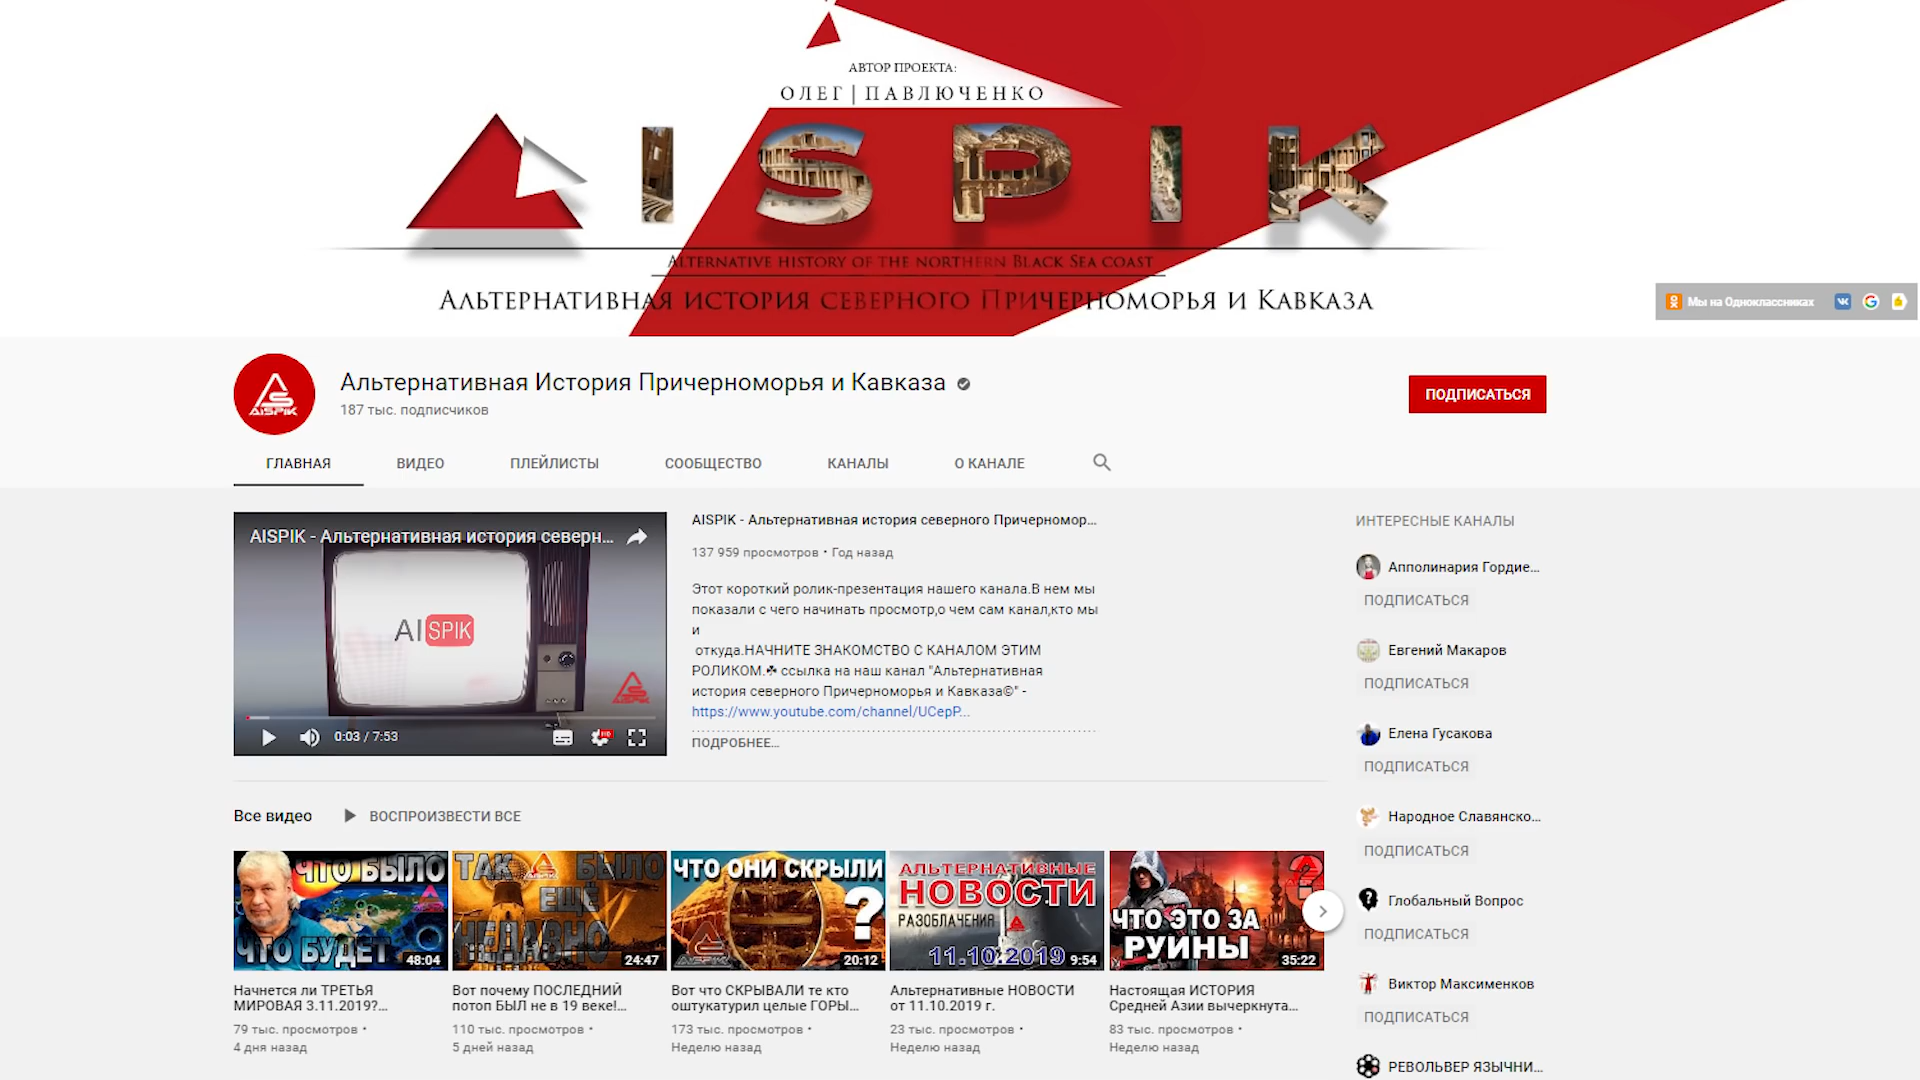 АВТОР ПРОЕКТА:
ОЛЕГ | ПАВЛЮЧЕНКО
AISPIK
ALTERNATIVE HISTORY OF THE NORTHERN BLACK SEA COAST
АЛЬТЕРНАТИВНАЯ ИСТОРИЯ СЕВЕРНОГО ПРИЧЕРНОМОРЬЯ И КАВКАЗА
Мы на Одноклассниках
AISPIK
Альтернативная История Причерноморья и Кавказа
187 тыс. подписчиков
ПОДПИСАТЬСЯ
ГЛАВНАЯ ВИДЕО ПЛЕЙЛИСТЫ СООБЩЕСТВО КАНАЛЫ О КАНАЛЕ
AISPIK - Альтернативная история северн...
AISPIK
AISPIK
0:03 / 7:53
HD
AISPIK - Альтернативная история северного Причерномор...
137 959 просмотров • Год назад
Этот короткий ролик-презентация нашего канала.В нем мы
показали с чего начинать просмотр,о чем сам канал,кто мы
и
откуда.НАЧНИТЕ ЗНАКОМСТВО С КАНАЛОМ ЭТИМ
РОЛИКОМ.☘ ссылка на наш канал "Альтернативная
история северного Причерноморья и Кавказа©" -
https://www.youtube.com/channel/UCepP...
ПОДРОБНЕЕ...
Все видео ВОСПРОИЗВЕСТИ ВСЕ
ЧТО БЫЛО
ЧТО БУДЕТ
48:04
Начнется ли ТРЕТЬЯ
МИРОВАЯ 3.11.2019?...
79 тыс. просмотров •
4 дня назад
ТАК БЫЛО
ЕЩЁ
НЕДАВНО
24:47
Вот почему ПОСЛЕДНИЙ
потоп БЫЛ не в 19 веке!...
110 тыс. просмотров •
5 дней назад
ЧТО ОНИ СКРЫЛИ
?
AISPIK
20:12
Вот что СКРЫВАЛИ те кто
оштукатурил целые ГОРЫ...
173 тыс. просмотров •
Неделю назад
АЛЬТЕРНАТИВНЫЕ
НОВОСТИ
РАЗОБЛАЧЕНИЯ
11.10.2019
9:54
Альтернативные НОВОСТИ
от 11.10.2019 г.
23 тыс. просмотров •
Неделю назад
?
ЧТО ЭТО ЗА
РУИНЫ
35:22
Настоящая ИСТОРИЯ
Средней Азии вычеркнута...
83 тыс. просмотров •
Неделю назад
ИНТЕРЕСНЫЕ КАНАЛЫ
Апполинария Гордие...
ПОДПИСАТЬСЯ
Евгений Макаров
ПОДПИСАТЬСЯ
Елена Гусакова
ПОДПИСАТЬСЯ
Народное Славянско...
ПОДПИСАТЬСЯ
Глобальный Вопрос
ПОДПИСАТЬСЯ
Виктор Максименков
ПОДПИСАТЬСЯ
РЕВОЛЬВЕР ЯЗЫЧНИ...